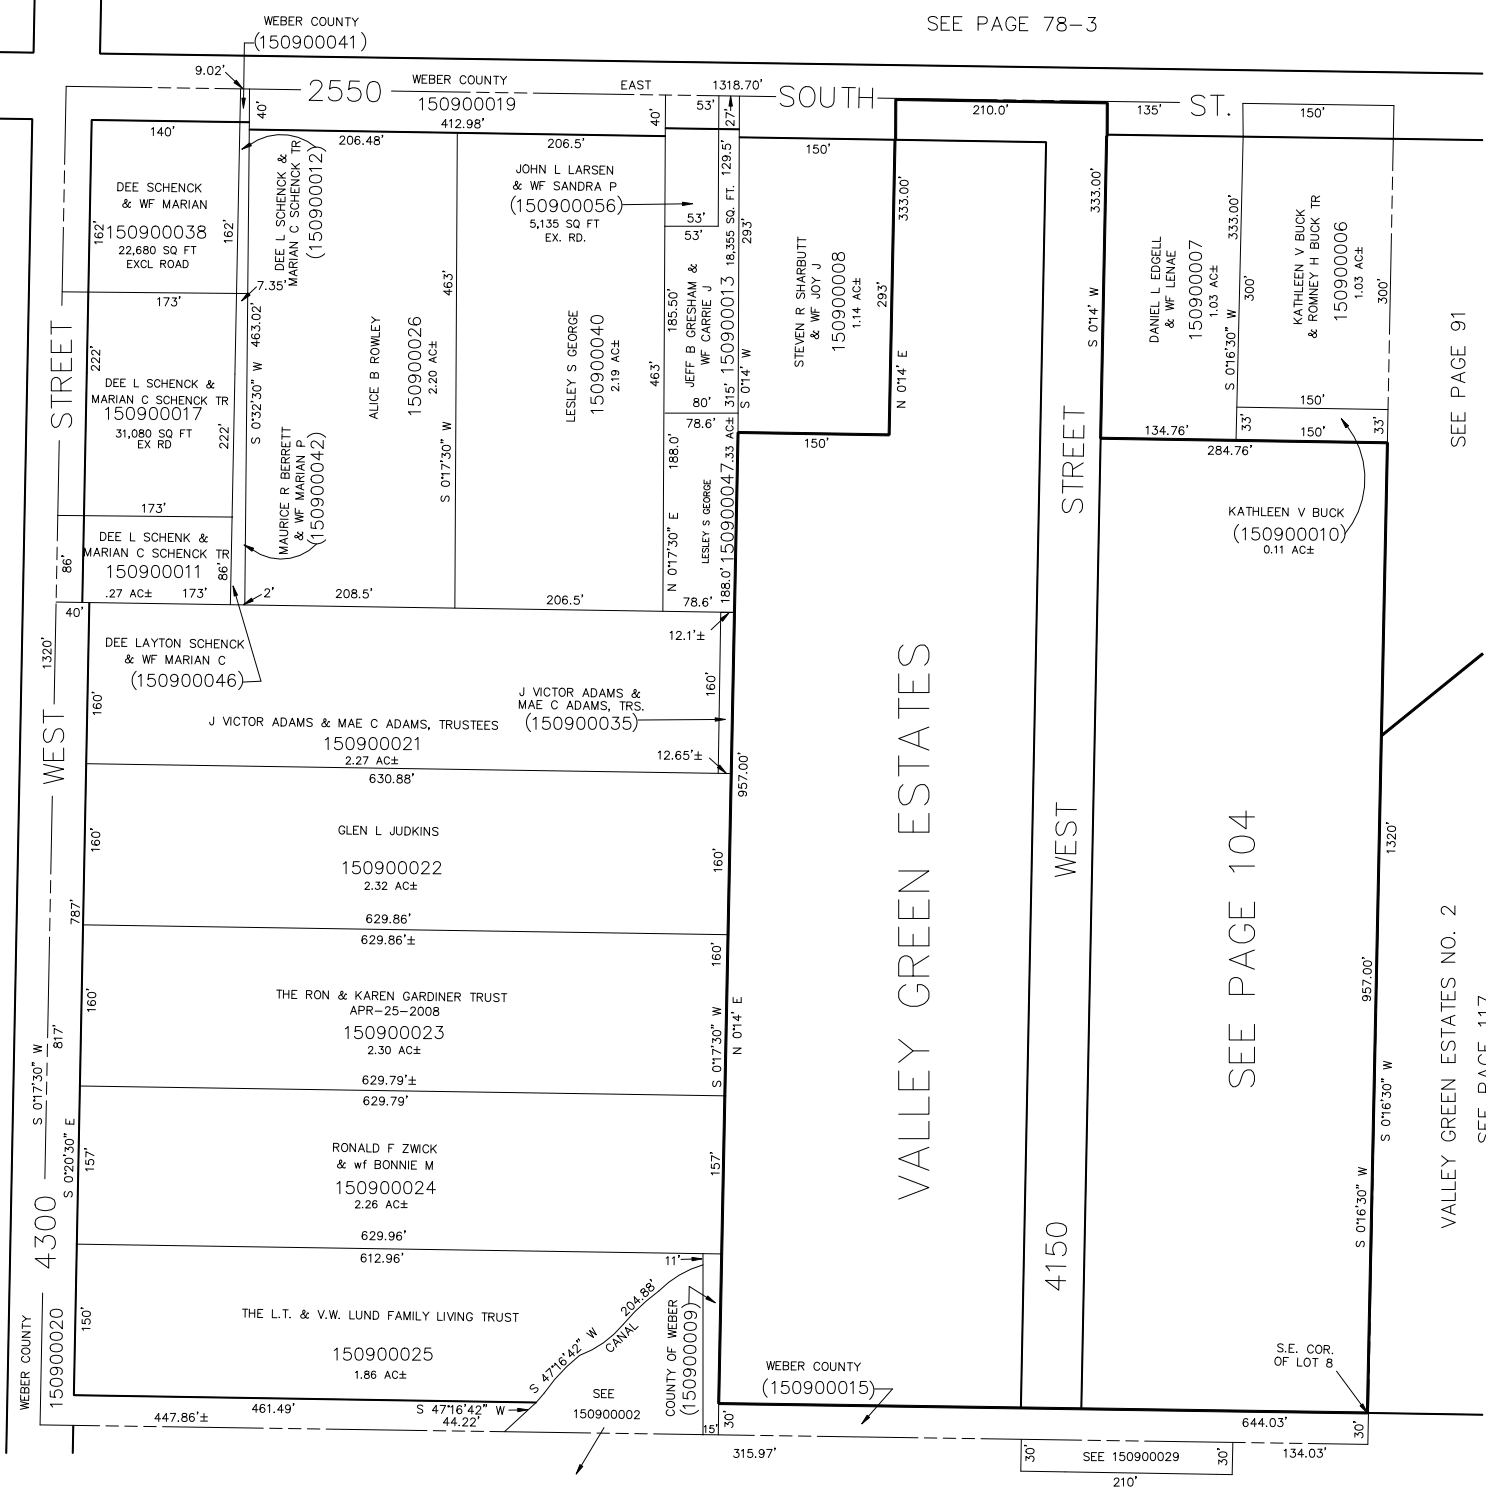 SEE PAGE 78-3
WEBER COUNTY
(150900041)
9.02'
2550
WEBER COUNTY
150900019
EAST
1318.70'
SOUTH
ST.
40'
412.98'
40'
53'
27'
210.0'
135'
150'
140'
206.48'
206.5'
150'
DEE SCHENCK
& WF MARIAN
150900038
22,680 SQ FT
EXCL ROAD
162'
162'
173'
7.35'
DEE L SCHENCK &
MARIAN C SCHENCK TR
(150900012)
JOHN L LARSEN
& WF SANDRA P
(150900056)
5,135 SQ FT
EX. RD.
53'
53'
129.5'
18,355 SQ. FT.
293'
JEFF B GRESHAM &
WF CARRIE J
150900013
185.50'
80'
315'
S 0°14' W
STEVEN R SHARBUTT
& WF JOY J
150900008
1.14 AC±
293'
333.00'
N 0°14' E
150'
333.00'
S 0°14' W
DANIEL L EDGELL
& WF LENAE
150900007
1.03 AC±
333.00'
S 0°16'30" W
300'
KATHLEEN V BUCK
& ROMNEY H BUCK TR
150900006
1.03 AC±
300'
150'
33'
33'
134.76'
150'
284.76'
KATHLEEN V BUCK
(150900010)
0.11 AC±
SEE PAGE 91
STREET
222'
DEE L SCHENCK &
MARIAN C SCHENCK TR
150900017
31,080 SQ FT
EX RD
222'
173'
S 0°32'30" W 463.02'
MAURICE R BERRETT
& WF MARIAN P
(150900042)
ALICE B ROWLEY
150900026
2.20 AC±
463'
S 0°17'30" W
LESLEY S GEORGE
150900040
2.19 AC±
463'
78.6'
188.0'
N 0°17'30" E
LESLEY S GEORGE
150900047
.33 AC±
188.0'
78.6'
DEE L SCHENK &
MARIAN C SCHENCK TR
150900011
.27 AC±
173'
86'
86'
2'
208.5'
206.5'
40'
1320'
DEE LAYTON SCHENCK
& WF MARIAN C
(150900046)
12.1'±
160'
160'
J VICTOR ADAMS &
MAE C ADAMS, TRS.
(150900035)
J VICTOR ADAMS & MAE C ADAMS, TRUSTEES
150900021
2.27 AC±
12.65'±
WEST
630.88'
957.00'
GLEN L JUDKINS
150900022
2.32 AC±
160'
160'
629.86'
787'
629.86'±
THE RON & KAREN GARDINER TRUST
APR-25-2008
150900023
2.30 AC±
160'
160'
817'
S 0°17'30" W
S 0°17'30" W
N 0°14' E
629.79'±
629.79'
RONALD F ZWICK
& wf BONNIE M
150900024
2.26 AC±
157'
157'
S 0°20'30" E
629.96'
612.96'
11'
4300
THE L.T. & V.W. LUND FAMILY LIVING TRUST
150900025
1.86 AC±
150'
WEBER COUNTY
150900020
S 47°16'42" W
204.88'
CANAL
COUNTY OF WEBER
(150900009)
461.49'
447.86'±
S 47°16'42" W
44.22'
SEE
150900002
15'
30'
WEBER COUNTY
(150900015)
315.97'
VALLEY GREEN ESTATES
STREET
WEST
4150
SEE PAGE 104
1320'
957.00'
S 0°16'30" W
S 0°16'30" W
VALLEY GREEN ESTATES NO. 2
SEE PAGE 117
S.E. COR.
OF LOT 8
644.03'
30'
30'
SEE 150900029
30'
134.03'
210'